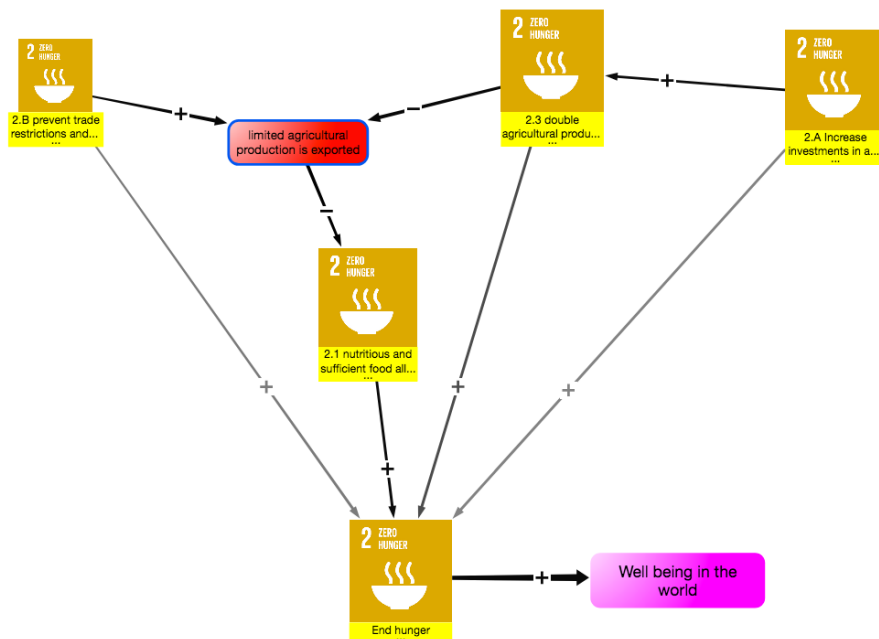 2 ZERO
HUNGER
2.B prevent trade
restrictions and...
...
+
limited agricultural
production is exported
−
2 ZERO
HUNGER
2.3 double
agricultural produ...
...
+
2 ZERO
HUNGER
2.A Increase
investments in a...
...
−
2 ZERO
HUNGER
2.1 nutritious and
sufficient food all...
...
+
+
+
+
2 ZERO
HUNGER
End hunger
+
Well being in the
world